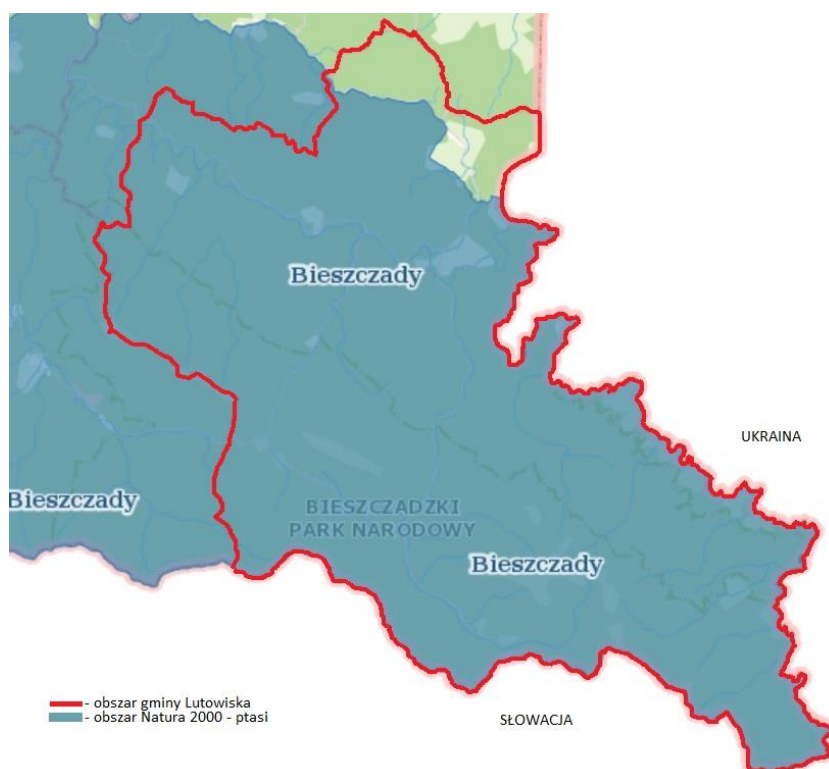 Bieszczady
UKRAINA
Bieszczady
BIESZCZADZKI
PARK NARODOWY
Bieszczady
- obszar gminy Lutowiska
- obszar Natura 2000 - ptasi
SŁOWACJA